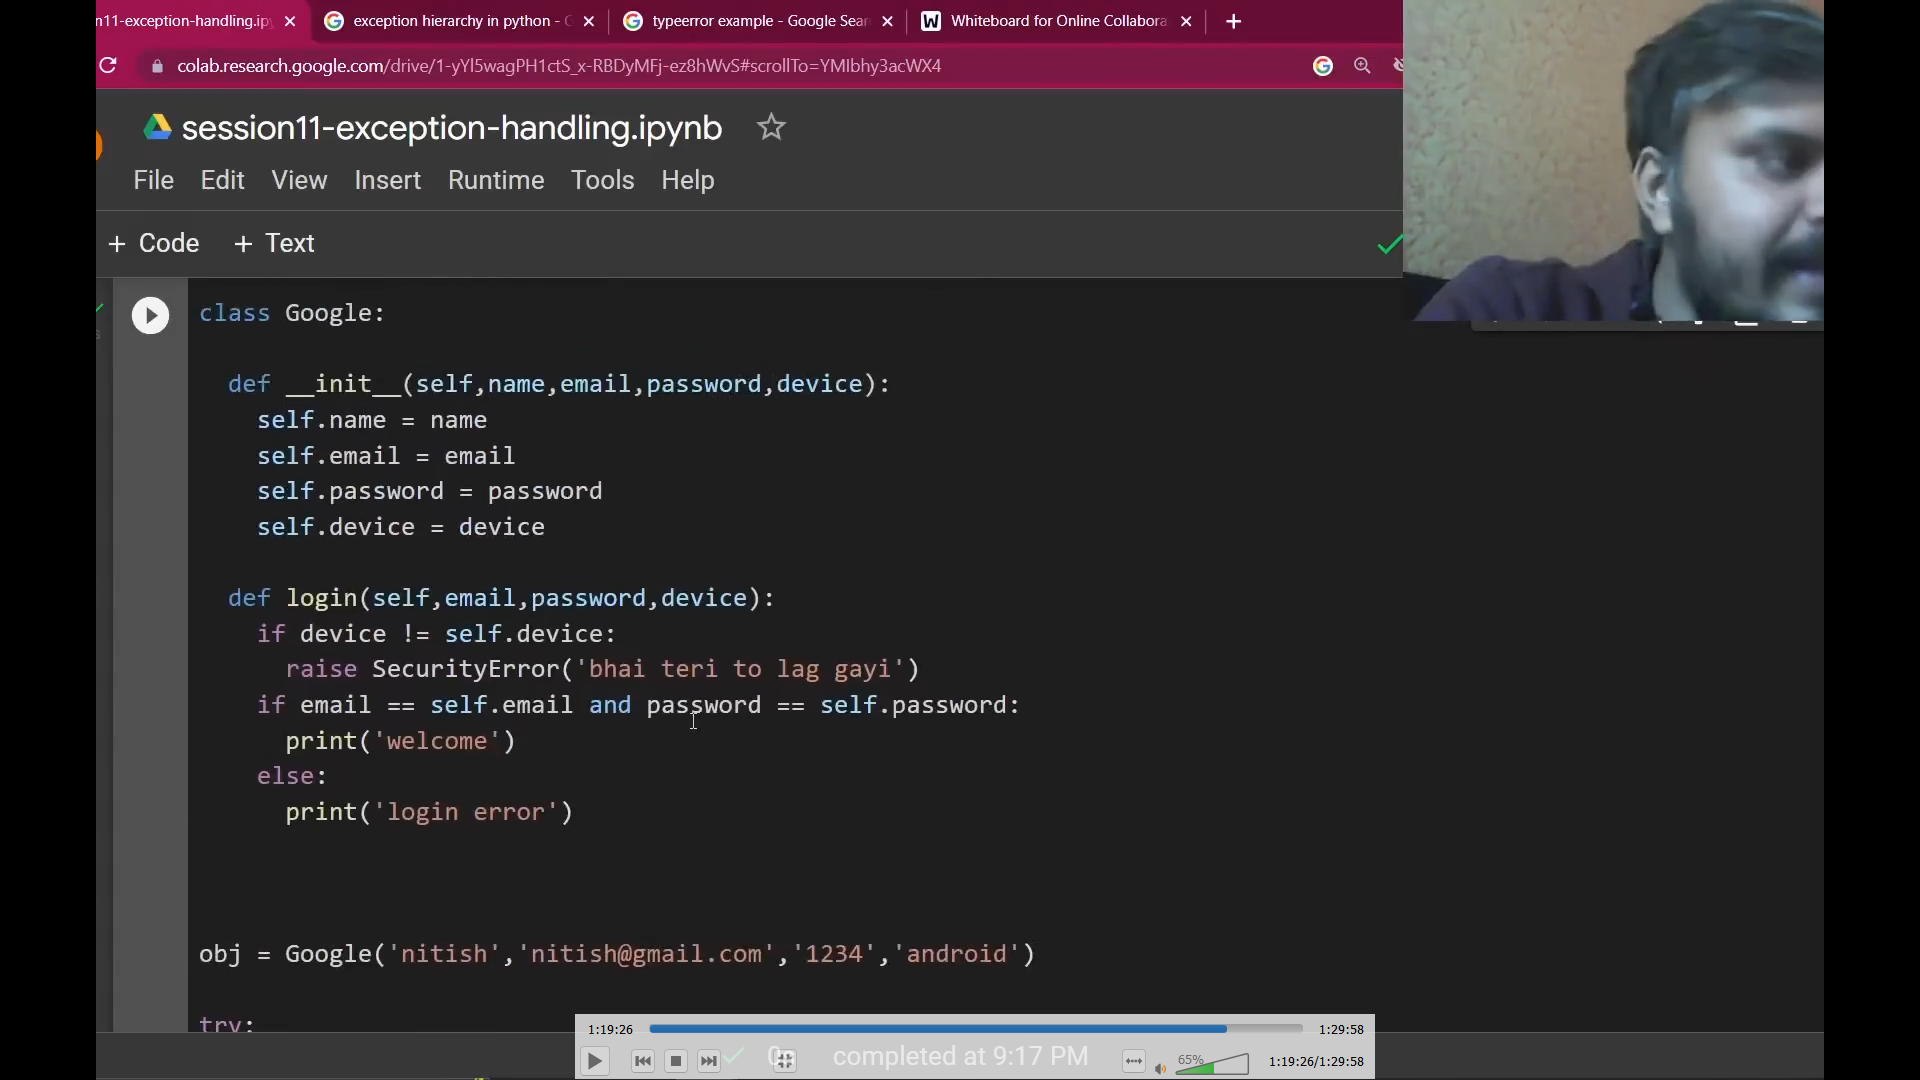 n11-exception-handling.ipy
exception hierarchy in python - G
typeerror example - Google Sear
Whiteboard for Online Collabora
colab.research.google.com/drive/1-yYl5wagPH1ctS_x-RBDyMFj-ez8hWvS#scrollTo=YMIbhy3acWX4
session11-exception-handling.ipynb
File Edit View Insert Runtime Tools Help
+ Code + Text
class Google:
def __init__(self,name,email,password,device):
self.name = name
self.email = email
self.password = password
self.device = device
def login(self,email,password,device):
if device != self.device:
raise SecurityError('bhai teri to lag gayi')
if email == self.email and password == self.password:
print('welcome')
else:
print('login error')
obj = Google('nitish','nitish@gmail.com','1234','android')
try:
1:19:26 1:29:58
completed at 9:17 PM 65% 1:19:26/1:29:58